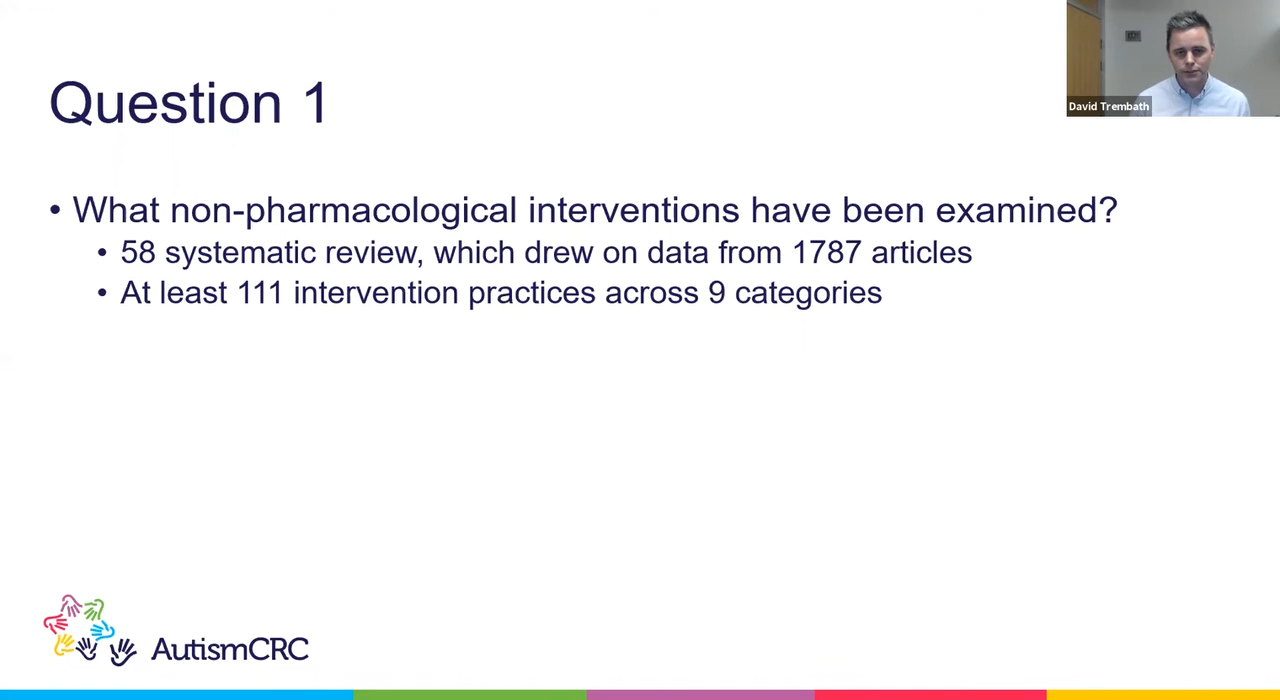 David Trembath
Question 1
• What non-pharmacological interventions have been examined?
• 58 systematic review, which drew on data from 1787 articles
• At least 111 intervention practices across 9 categories
AutismCRC